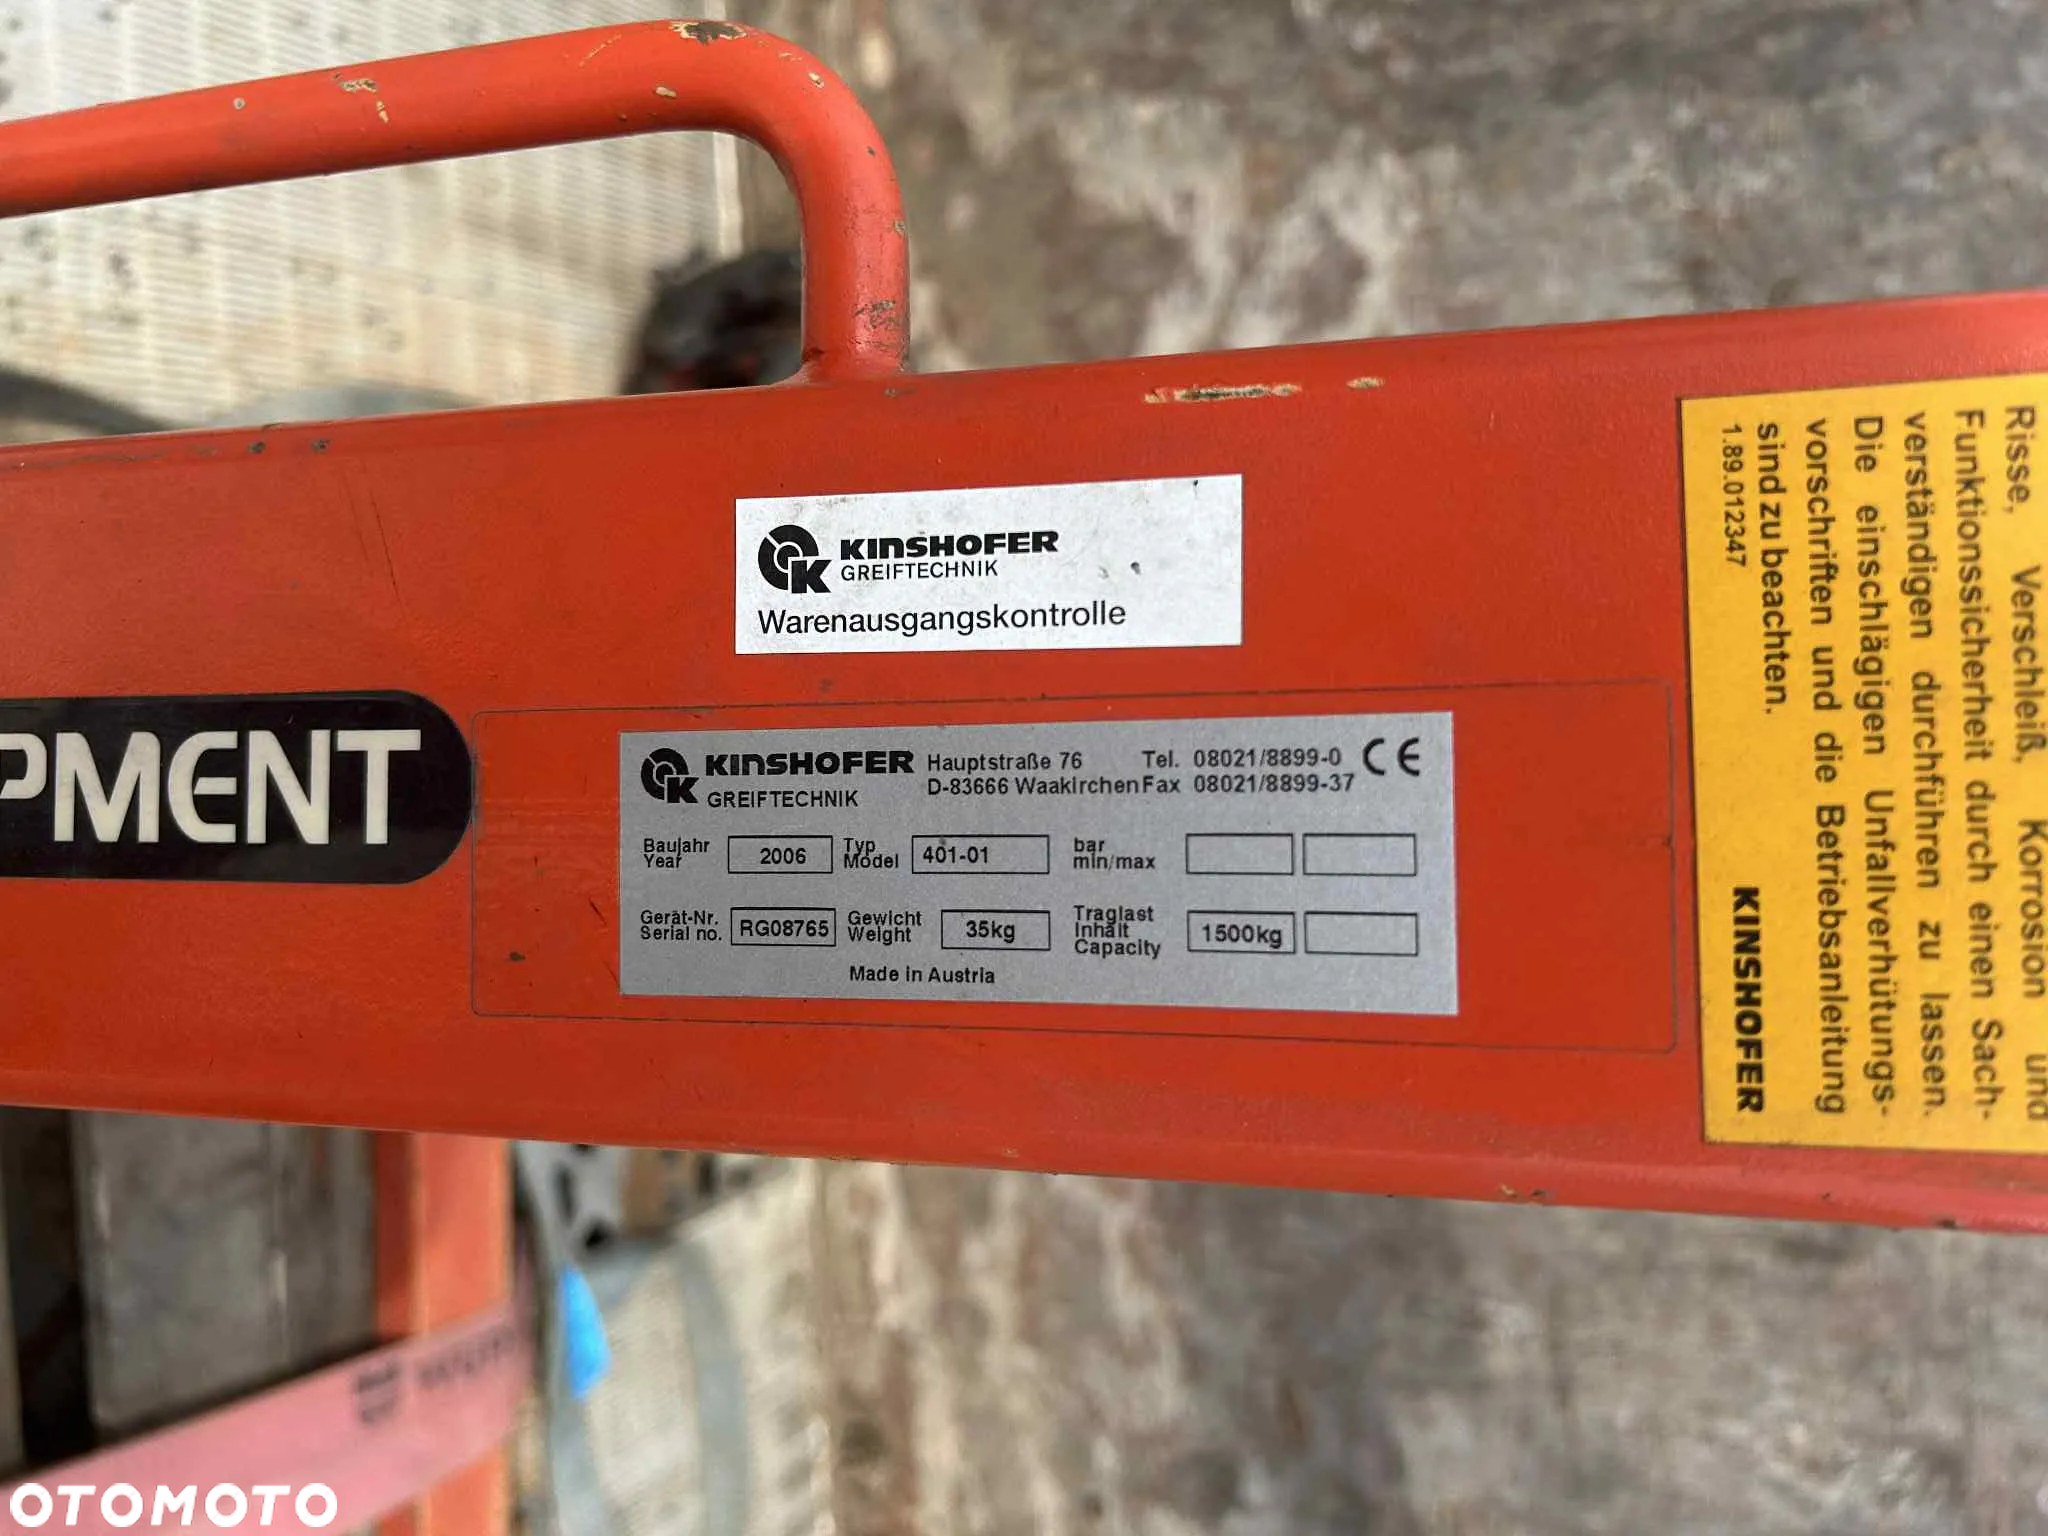 KINSHOFER
GREIFTECHNIK
Warenausgangskontrolle
PMENT
KINSHOFER
GREIFTECHNIK
Hauptstraße 76 Tel. 08021/8899-0 CE
D-83666 Waakirchen Fax 08021/8899-37
Baujahr
Year
2006
Typ
Model
401-01
bar
min/max
Gerät-Nr.
Serial no.
RG08765
Gewicht
Weight
35kg
Traglast
Inhalt
Capacity
1500kg
Made in Austria
Risse, Verschleiß, Korrosion und
Funktionssicherheit durch einen Sach-
verständigen durchführen zu lassen.
Die einschlägigen Unfallverhütungs-
vorschriften und die Betriebsanleitung
sind zu beachten.
1.89.012347
KINSHOFER
OTOMOTO